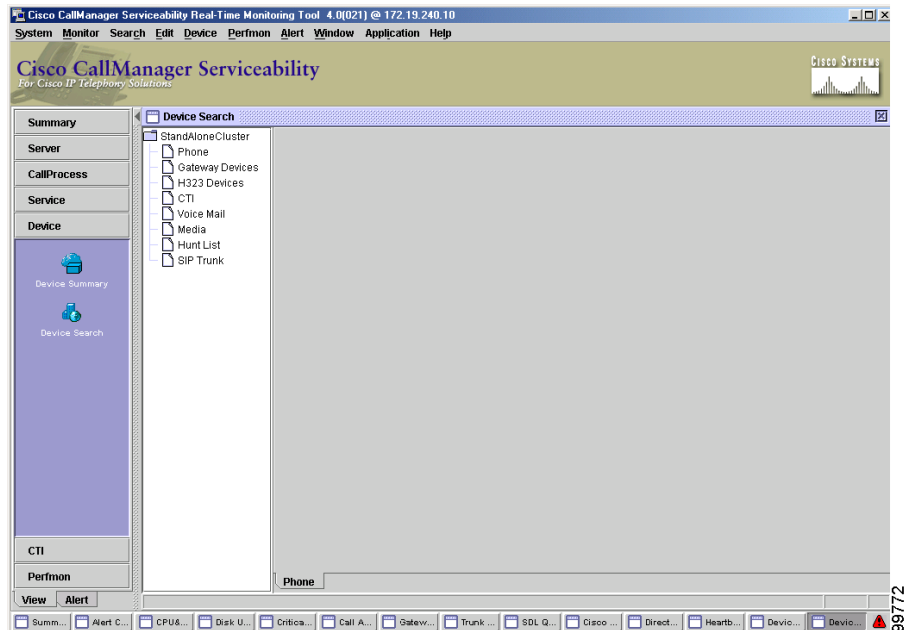 Cisco CallManager Serviceability Real-Time Monitoring Tool 4.0(021) @ 172.19.240.10
System Monitor Search Edit Device Perfmon Alert Window Application Help
Cisco CallManager Serviceability
For Cisco IP Telephony Solutions
CISCO SYSTEMS
Summary
Server
CallProcess
Service
Device
Device Summary
Device Search
CTI
Perfmon
View Alert
Device Search
StandAloneCluster
Phone
Gateway Devices
H323 Devices
CTI
Voice Mail
Media
Hunt List
SIP Trunk
Phone
Summ... Alert C... CPU&... Disk U... Critica... Call A... Gatew... Trunk ... SDL Q... Cisco ... Direct... Heartb... Devic... Devic...
99772